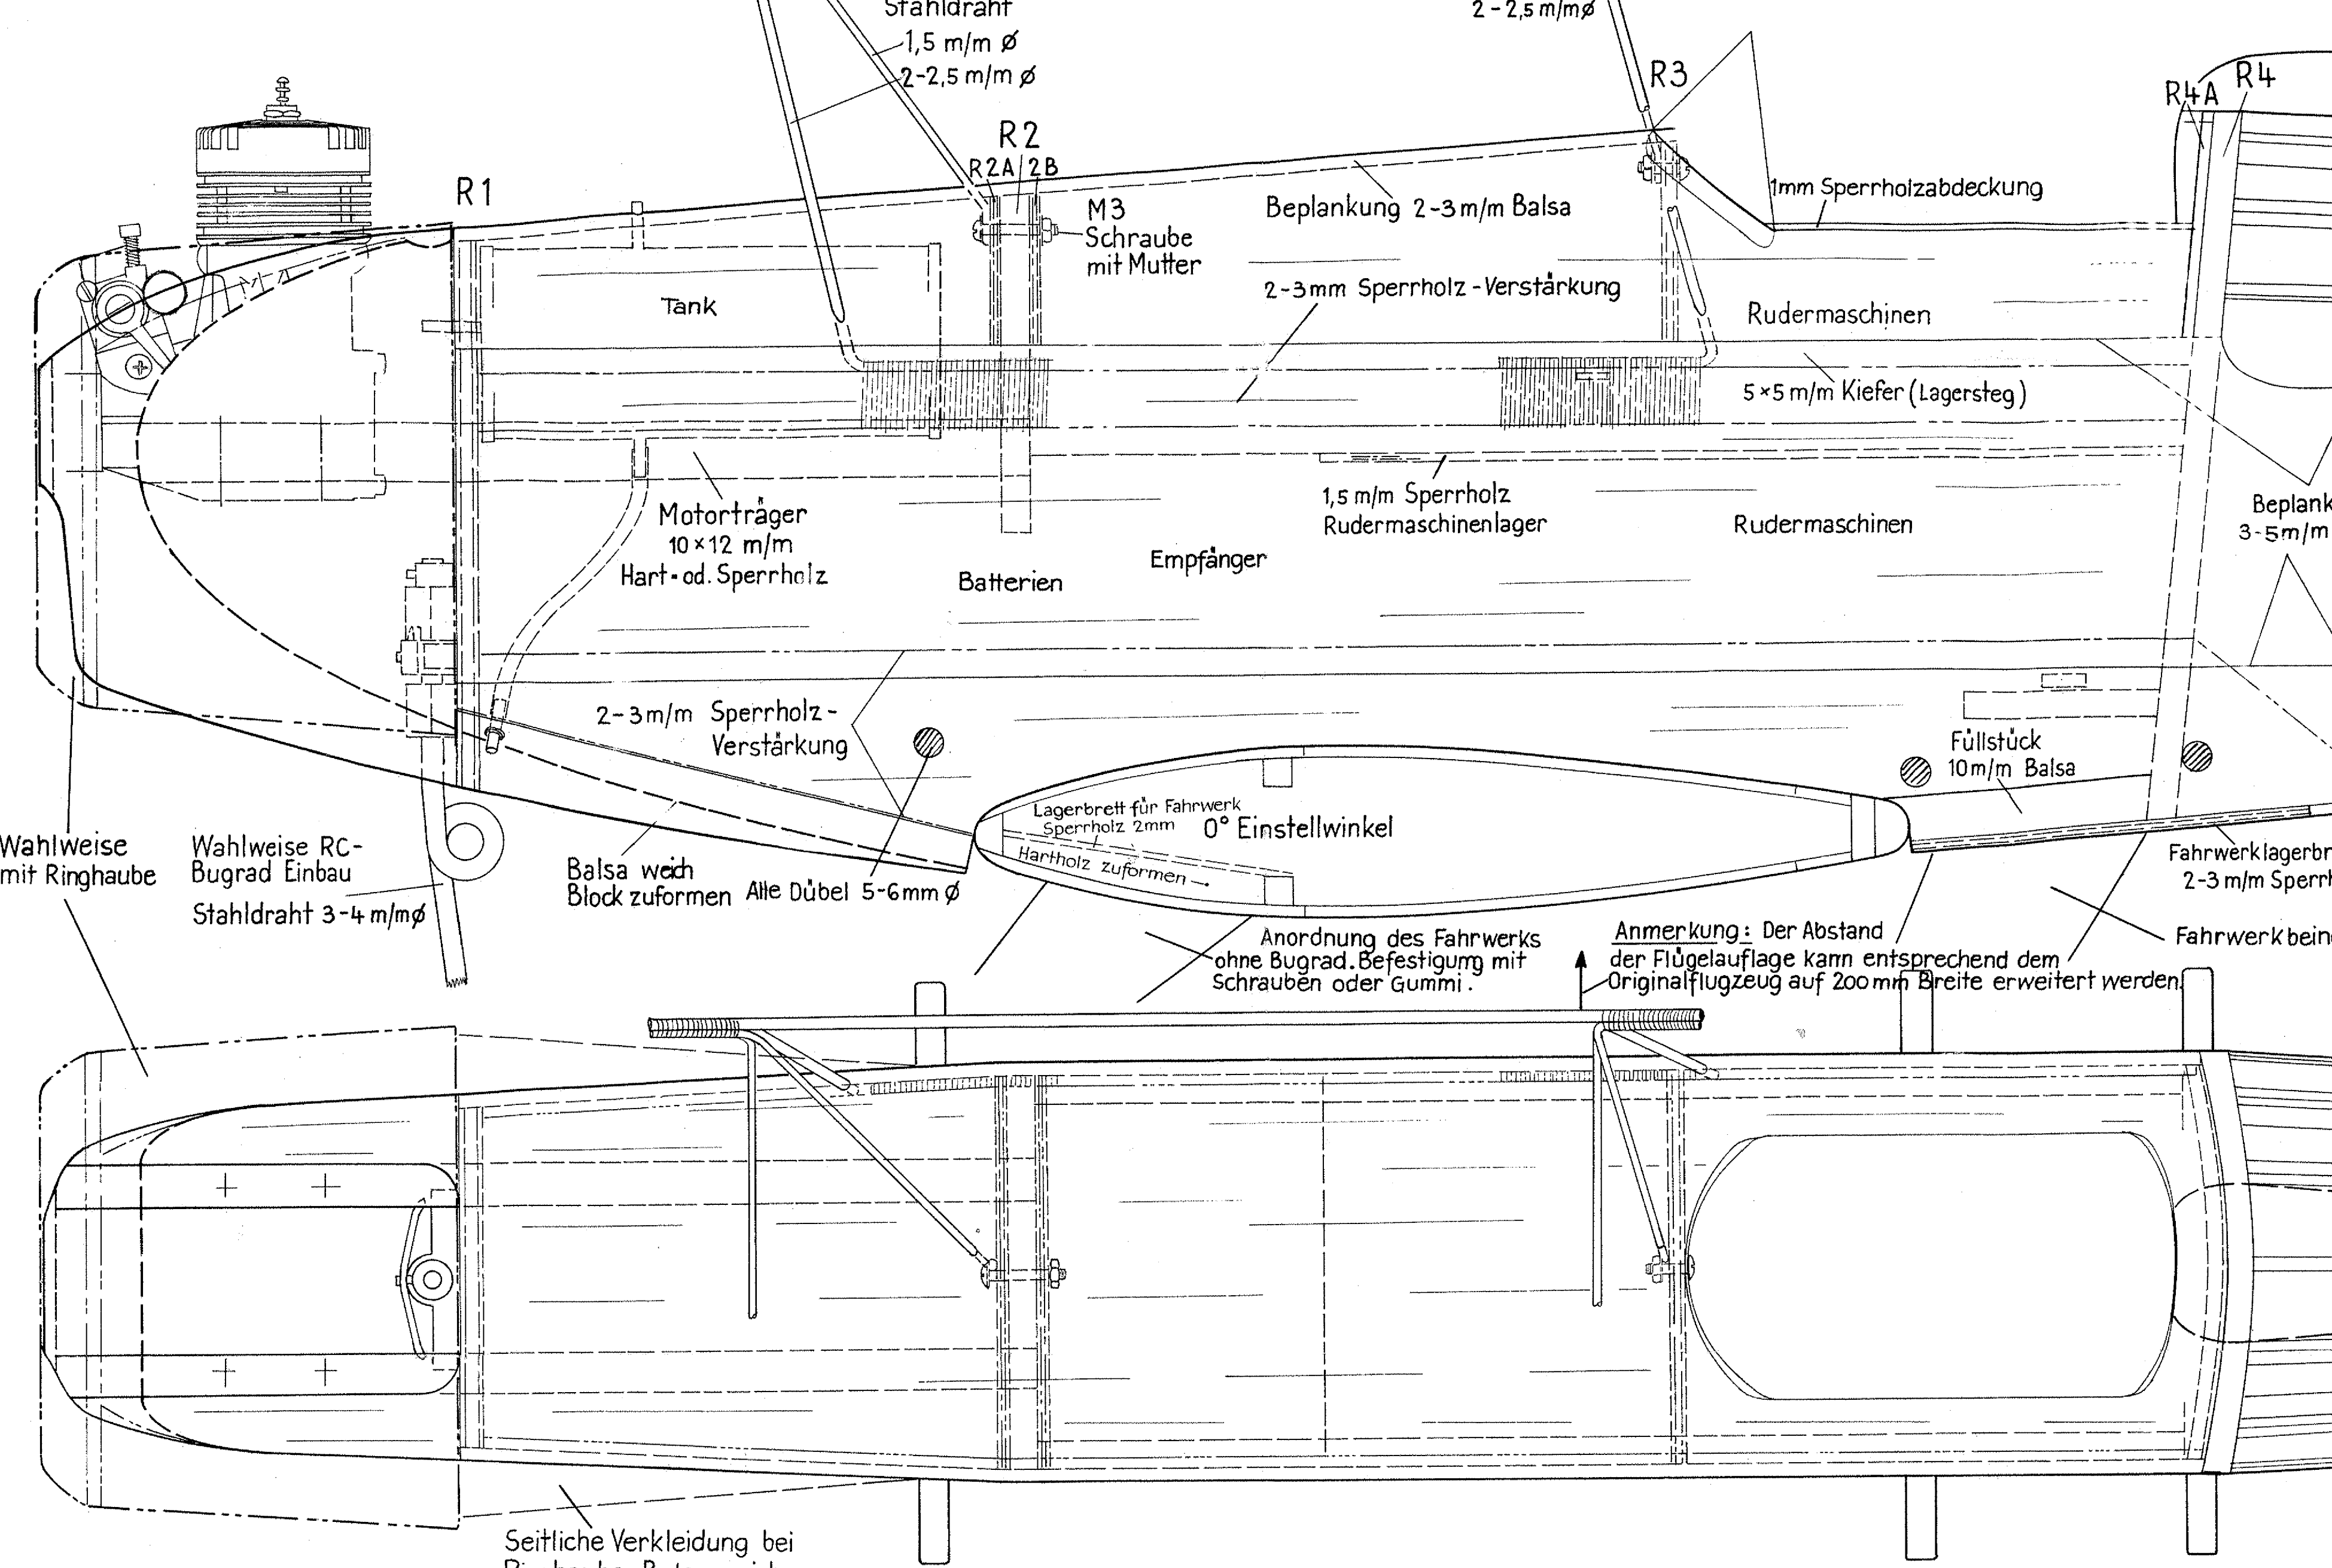 Stahldraht
1,5 m/m Ø
2-2,5 m/m Ø
2-2,5 m/mØ
R3
R4A
R4
R2
R2A
2B
R1
M3
Schraube
mit Mutter
Beplankung 2-3 m/m Balsa
1mm Sperrholzabdeckung
Tank
2-3mm Sperrholz-Verstärkung
Rudermaschinen
5×5 m/m Kiefer (Lagersteg)
Motorträger
10×12 m/m
Hart- od. Sperrholz
1,5 m/m Sperrholz
Rudermaschinenlager
Rudermaschinen
Beplank
3-5m/m
Empfänger
Batterien
2-3 m/m Sperrholz-
Verstärkung
Füllstück
10 m/m Balsa
Lagerbrett für Fahrwerk
Sperrholz 2mm
0° Einstellwinkel
Hartholz zuformen
Wahlweise
mit Ringhaube
Wahlweise RC-
Bugrad Einbau
Stahldraht 3-4 m/mØ
Balsa weich
Block zuformen
Alle Dübel 5-6mm Ø
Fahrwerklagerbr
2-3 m/m Sperrh
Fahrwerkbein
Anordnung des Fahrwerks
ohne Bugrad. Befestigung mit
Schrauben oder Gummi.
Anmerkung: Der Abstand
der Flügelauflage kann entsprechend dem
Originalflugzeug auf 200 mm Breite erweitert werden.
Seitliche Verkleidung bei